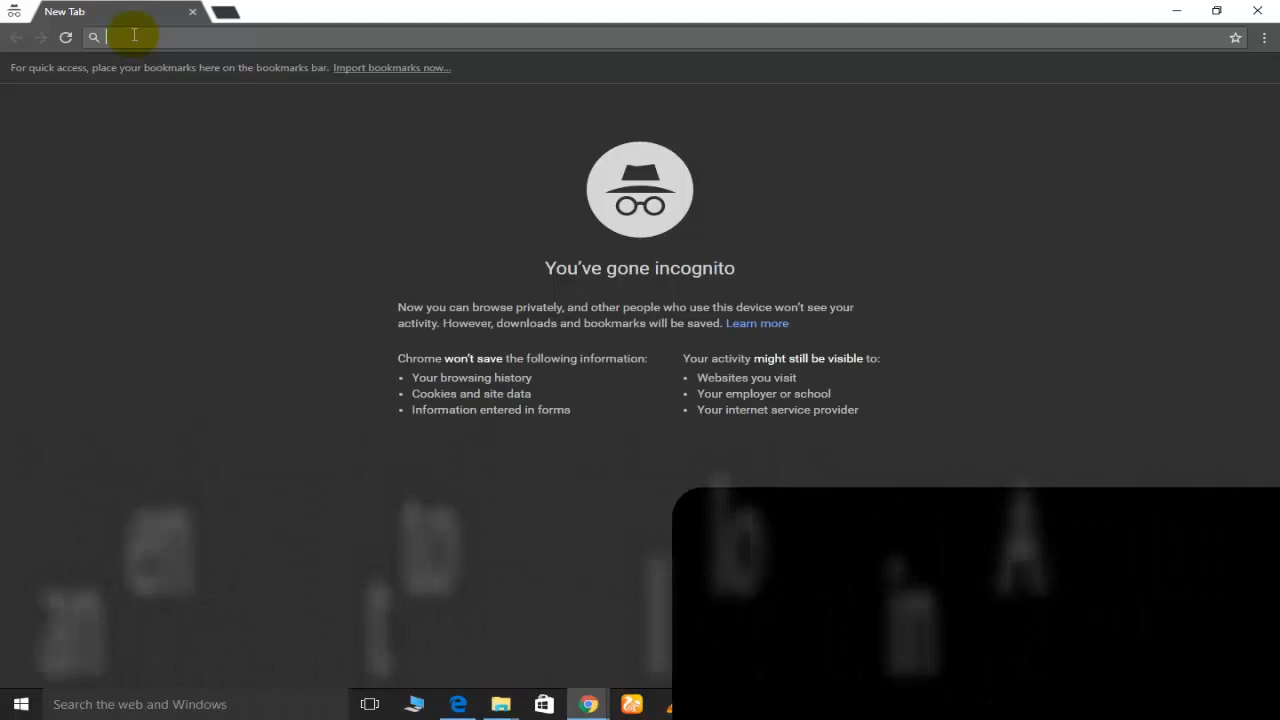 New Tab
For quick access, place your bookmarks here on the bookmarks bar. Import bookmarks now...
You've gone incognito
Now you can browse privately, and other people who use this device won't see your
activity. However, downloads and bookmarks will be saved. Learn more
Chrome won't save the following information:
• Your browsing history
• Cookies and site data
• Information entered in forms
Your activity might still be visible to:
• Websites you visit
• Your employer or school
• Your internet service provider
Search the web and Windows